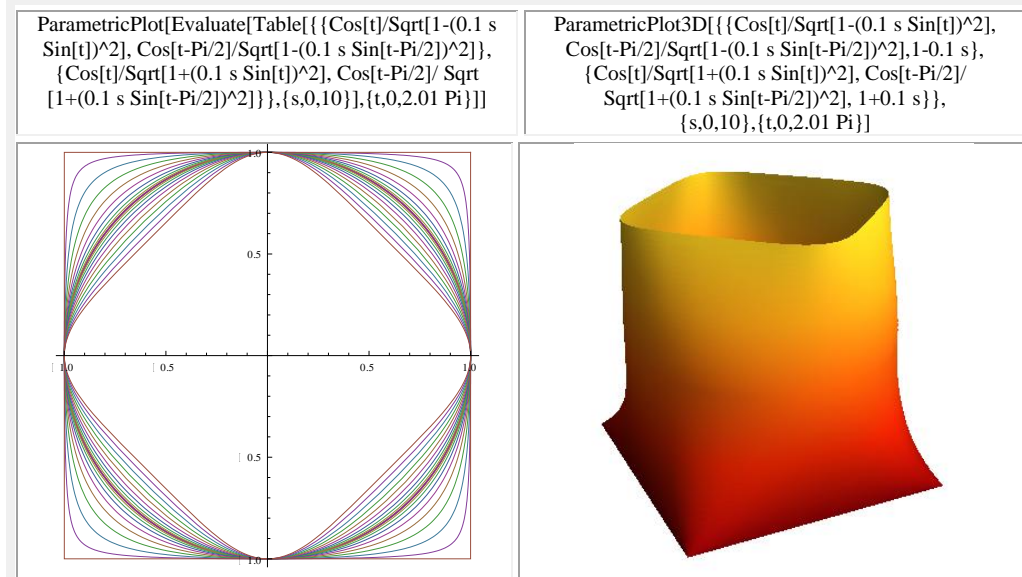 ParametricPlot[Evaluate[Table[{{Cos[t]/Sqrt[1-(0.1 s
Sin[t])^2], Cos[t-Pi/2]/Sqrt[1-(0.1 s Sin[t-Pi/2])^2]},
{Cos[t]/Sqrt[1+(0.1 s Sin[t])^2], Cos[t-Pi/2]/ Sqrt
[1+(0.1 s Sin[t-Pi/2])^2]}},{s,0,10}],{t,0,2.01 Pi}]]
ParametricPlot3D[{{Cos[t]/Sqrt[1-(0.1 s Sin[t])^2],
Cos[t-Pi/2]/Sqrt[1-(0.1 s Sin[t-Pi/2])^2],1-0.1 s},
{Cos[t]/Sqrt[1+(0.1 s Sin[t])^2], Cos[t-Pi/2]/
Sqrt[1+(0.1 s Sin[t-Pi/2])^2], 1+0.1 s}},
{s,0,10},{t,0,2.01 Pi}]
1.0
0.5
1.0
0.5
0.5
1.0
0.5
1.0